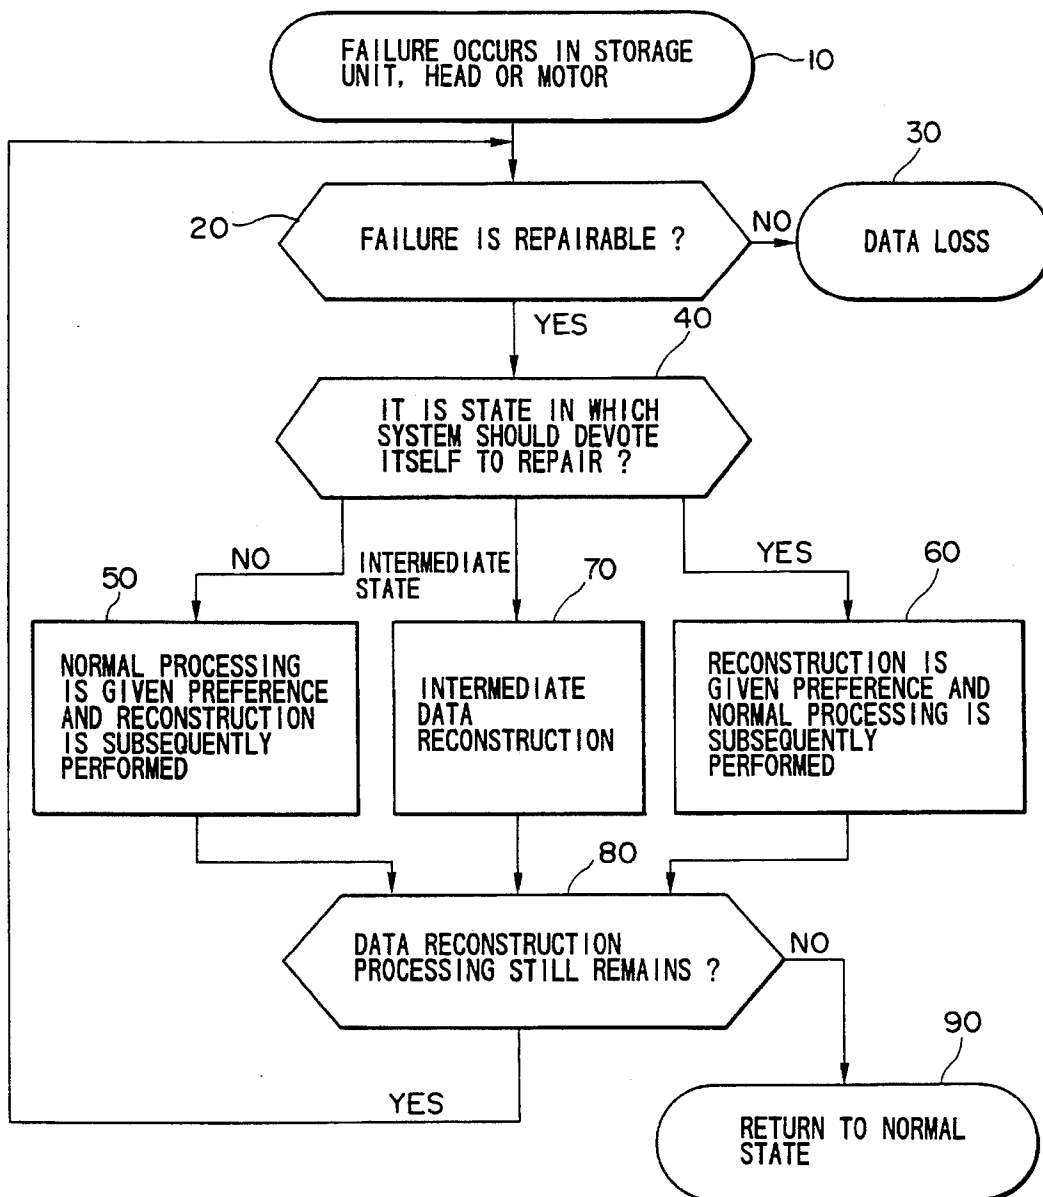 FAILURE OCCURS IN STORAGE
UNIT, HEAD OR MOTOR
10
30
20
FAILURE IS REPAIRABLE ?
NO
DATA LOSS
YES
40
IT IS STATE IN WHICH
SYSTEM SHOULD DEVOTE
ITSELF TO REPAIR ?
NO
INTERMEDIATE
STATE
YES
50
70
60
NORMAL PROCESSING
IS GIVEN PREFERENCE
AND RECONSTRUCTION
IS SUBSEQUENTLY
PERFORMED
INTERMEDIATE
DATA
RECONSTRUCTION
RECONSTRUCTION IS
GIVEN PREFERENCE AND
NORMAL PROCESSING IS
SUBSEQUENTLY
PERFORMED
80
DATA RECONSTRUCTION
PROCESSING STILL REMAINS ?
NO
YES
90
RETURN TO NORMAL
STATE